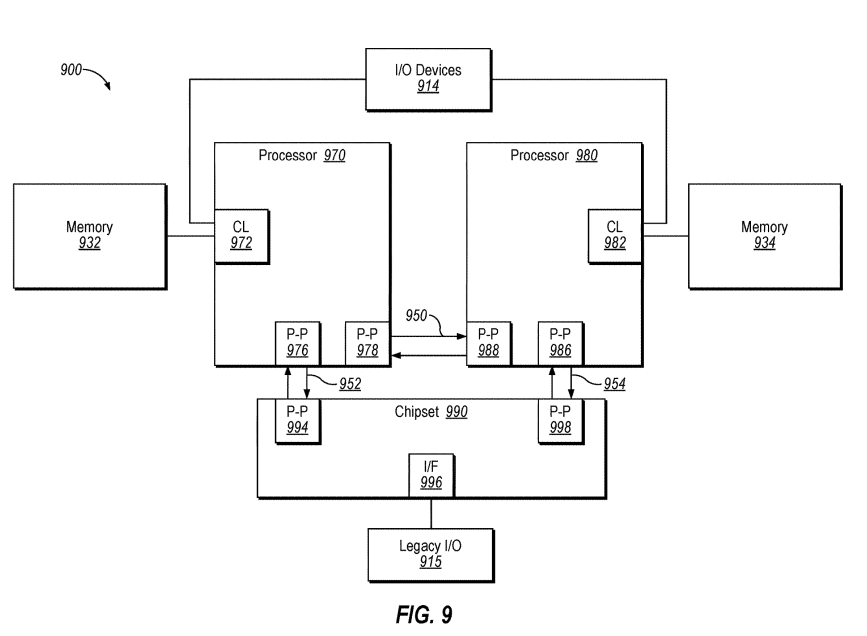 I/O Devices
914
900
Processor 970
Processor 980
Memory
932
CL
972
CL
982
Memory
934
950
P-P
976
P-P
978
P-P
988
P-P
986
952
954
P-P
994
Chipset 990
P-P
998
I/F
996
Legacy I/O
915
FIG. 9